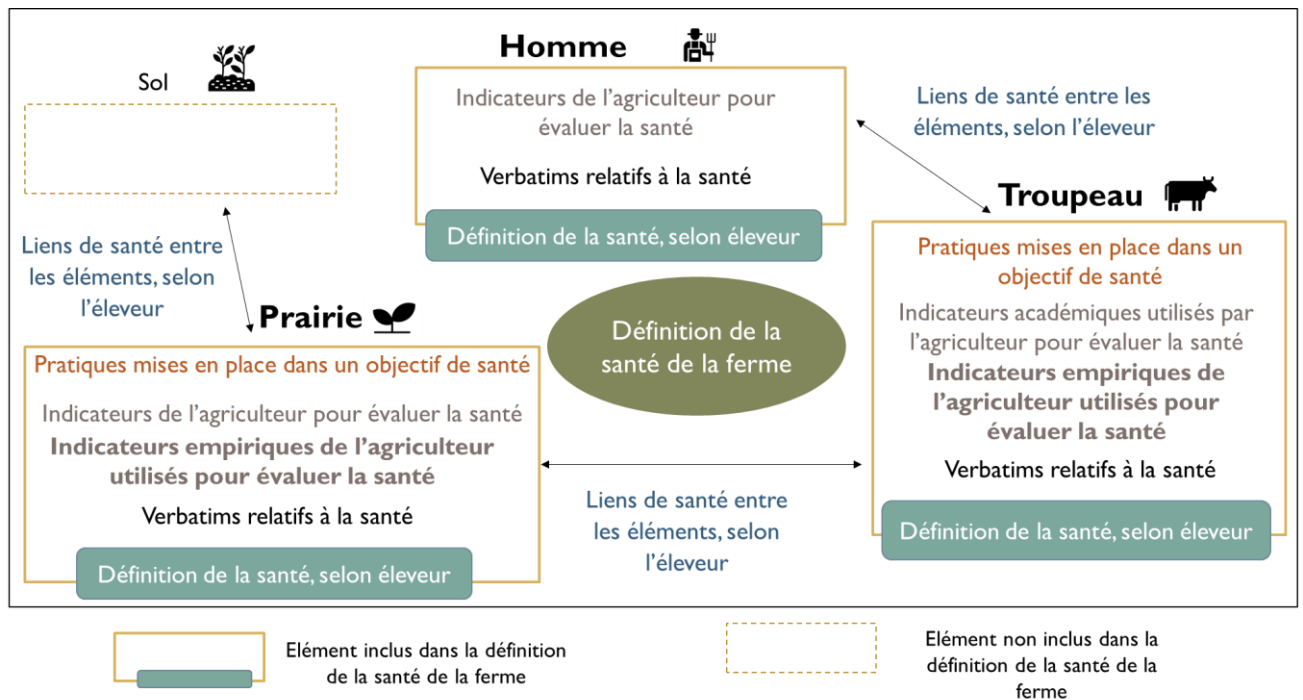 Sol
Homme
Indicateurs de l'agriculteur pour
évaluer la santé
Verbatims relatifs à la santé
Définition de la santé, selon éleveur
Liens de santé entre les
éléments, selon l'éleveur
Troupeau
Pratiques mises en place dans un
objectif de santé
Indicateurs académiques utilisés par
l'agriculteur pour évaluer la santé
Indicateurs empiriques de
l'agriculteur utilisés pour
évaluer la santé
Verbatims relatifs à la santé
Définition de la santé, selon éleveur
Liens de santé entre
les éléments, selon
l'éleveur
Définition de la
santé de la ferme
Prairie
Pratiques mises en place dans un objectif de santé
Indicateurs de l'agriculteur pour évaluer la santé
Indicateurs empiriques de l'agriculteur
utilisés pour évaluer la santé
Verbatims relatifs à la santé
Définition de la santé, selon éleveur
Liens de santé entre
les éléments, selon
l'éleveur
Elément inclus dans la définition
de la santé de la ferme
Elément non inclus dans la
définition de la santé de la
ferme